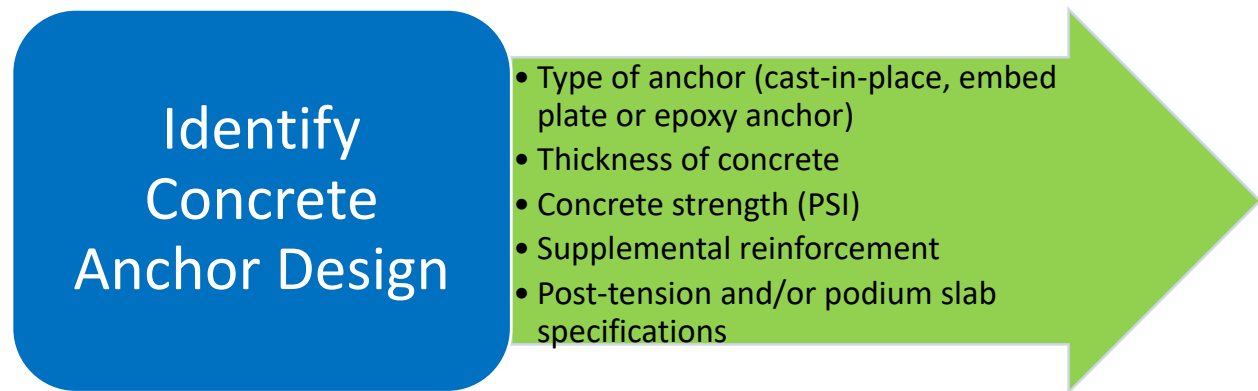 Identify
Concrete
Anchor Design
• Type of anchor (cast-in-place, embed
plate or epoxy anchor)
• Thickness of concrete
• Concrete strength (PSI)
• Supplemental reinforcement
• Post-tension and/or podium slab
specifications